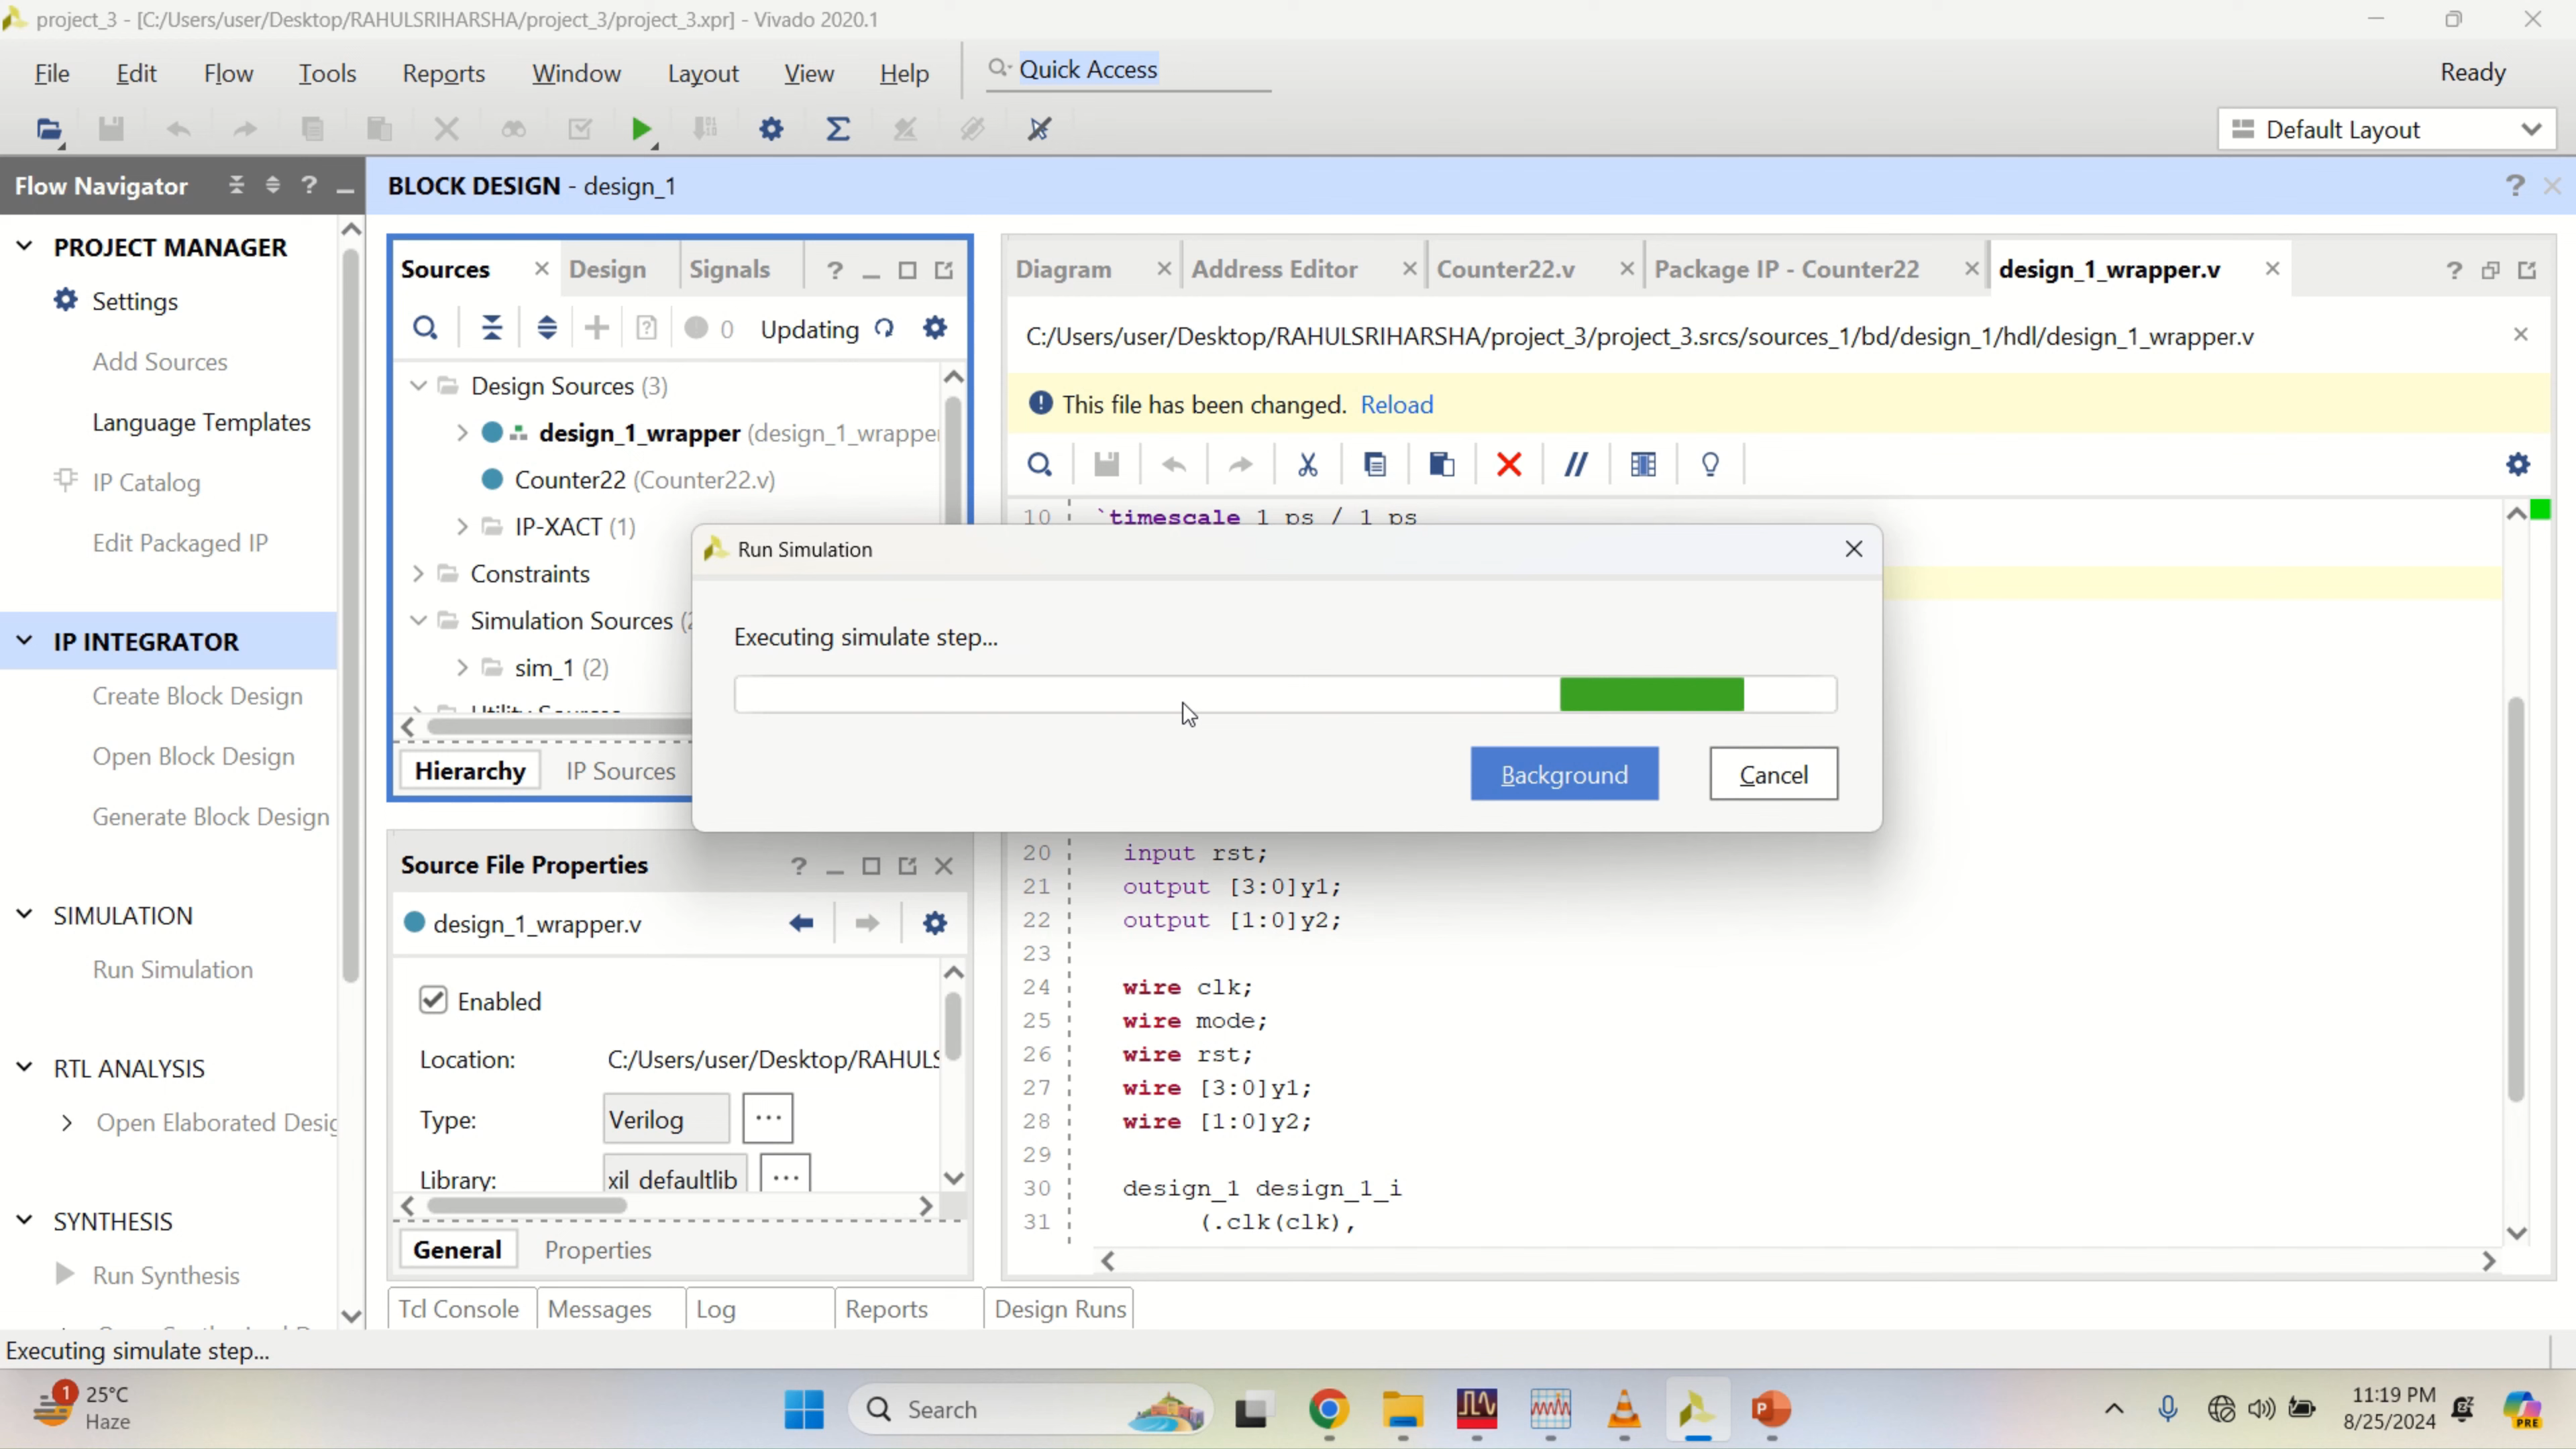 project_3 - [C:/Users/user/Desktop/RAHULSRIHARSHA/project_3/project_3.xpr] - Vivado 2020.1
File Edit Flow Tools Reports Window Layout View Help Quick Access Ready
Default Layout
Flow Navigator ? BLOCK DESIGN - design_1 ?
PROJECT MANAGER
Settings
Add Sources
Language Templates
IP Catalog
Edit Packaged IP
IP INTEGRATOR
Create Block Design
Open Block Design
Generate Block Design
SIMULATION
Run Simulation
RTL ANALYSIS
Open Elaborated Desig
SYNTHESIS
Run Synthesis
Sources Design Signals ?
0 Updating
Design Sources (3)
design_1_wrapper (design_1_wrapper
Counter22 (Counter22.v)
IP-XACT (1)
Constraints
Simulation Sources (2
sim_1 (2)
Hierarchy IP Sources
Source File Properties ?
design_1_wrapper.v
Enabled
Location: C:/Users/user/Desktop/RAHULS
Type: Verilog ...
Library: xil_defaultlib ...
General Properties
Diagram Address Editor Counter22.v Package IP - Counter22 design_1_wrapper.v ?
C:/Users/user/Desktop/RAHULSRIHARSHA/project_3/project_3.srcs/sources_1/bd/design_1/hdl/design_1_wrapper.v
This file has been changed. Reload
10 `timescale 1 ps / 1 ps
Run Simulation
Executing simulate step...
Background Cancel
20 input rst;
21 output [3:0]y1;
22 output [1:0]y2;
23
24 wire clk;
25 wire mode;
26 wire rst;
27 wire [3:0]y1;
28 wire [1:0]y2;
29
30 design_1 design_1_i
31 (.clk(clk),
Tcl Console Messages Log Reports Design Runs
Executing simulate step...
1 25°C
Haze
Search
11:19 PM
8/25/2024
PRE